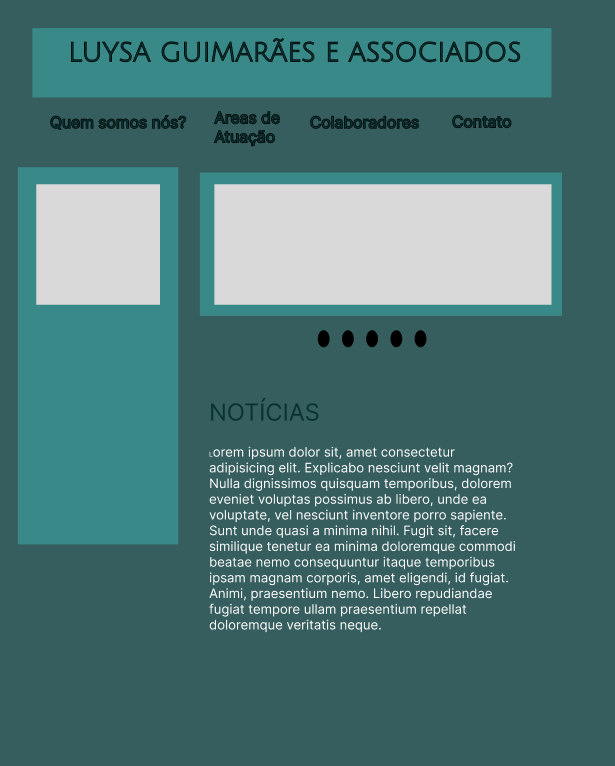 LUYSA GUIMARÃES E ASSOCIADOS
Quem somos nós?
Areas de
Atuação
Colaboradores
Contato
NOTÍCIAS
Lorem ipsum dolor sit, amet consectetur
adipisicing elit. Explicabo nesciunt velit magnam?
Nulla dignissimos quisquam temporibus, dolorem
eveniet voluptas possimus ab libero, unde ea
voluptate, vel nesciunt inventore porro sapiente.
Sunt unde quasi a minima nihil. Fugit sit, facere
similique tenetur ea minima doloremque commodi
beatae nemo consequuntur itaque temporibus
ipsam magnam corporis, amet eligendi, id fugiat.
Animi, praesentium nemo. Libero repudiandae
fugiat tempore ullam praesentium repellat
doloremque veritatis neque.